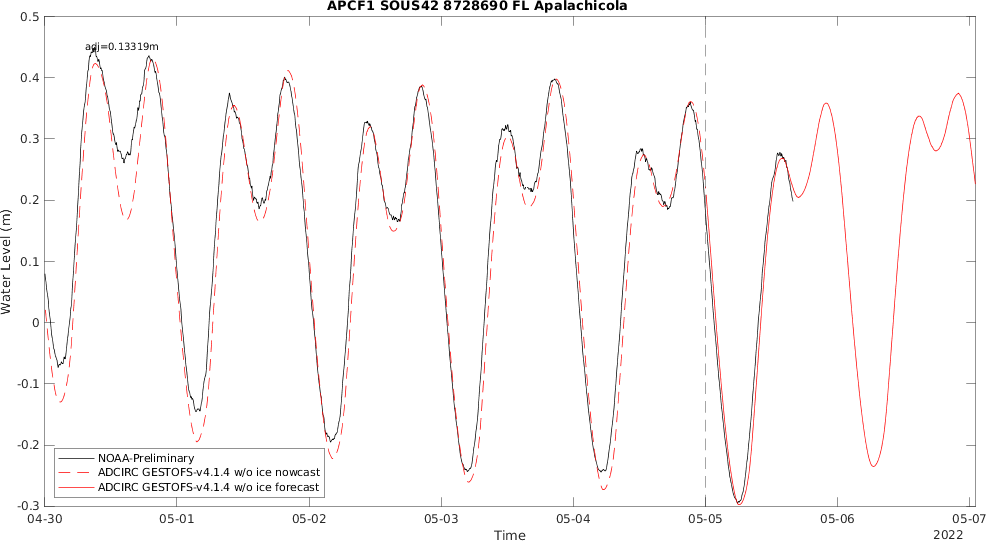 APCF1 SOUS42 8728690 FL Apalachicola
0.5
adj=0.13319m
0.4
0.3
0.2
0.1
0
-0.1
-0.2
-0.3
Water Level (m)
NOAA-Preliminary
ADCIRC GESTOFS-v4.1.4 w/o ice nowcast
ADCIRC GESTOFS-v4.1.4 w/o ice forecast
04-30 05-01 05-02 05-03 05-04 05-05 05-06 05-07
Time
2022